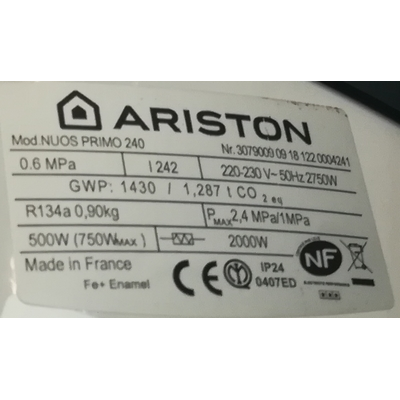 ARISTON
Mod.NUOS PRIMO 240 Nr. 3079009 09 18 122 0004241
0.6 MPa I 242 220-230 V~ 50Hz 2750W
GWP: 1430 / 1,287 t CO2 eq
R134a 0,90kg PMAX2,4 MPa/1MPa
500W (750WMAX) 2000W
Made in France CE IP24 NF
0407ED
Fe+ Enamel